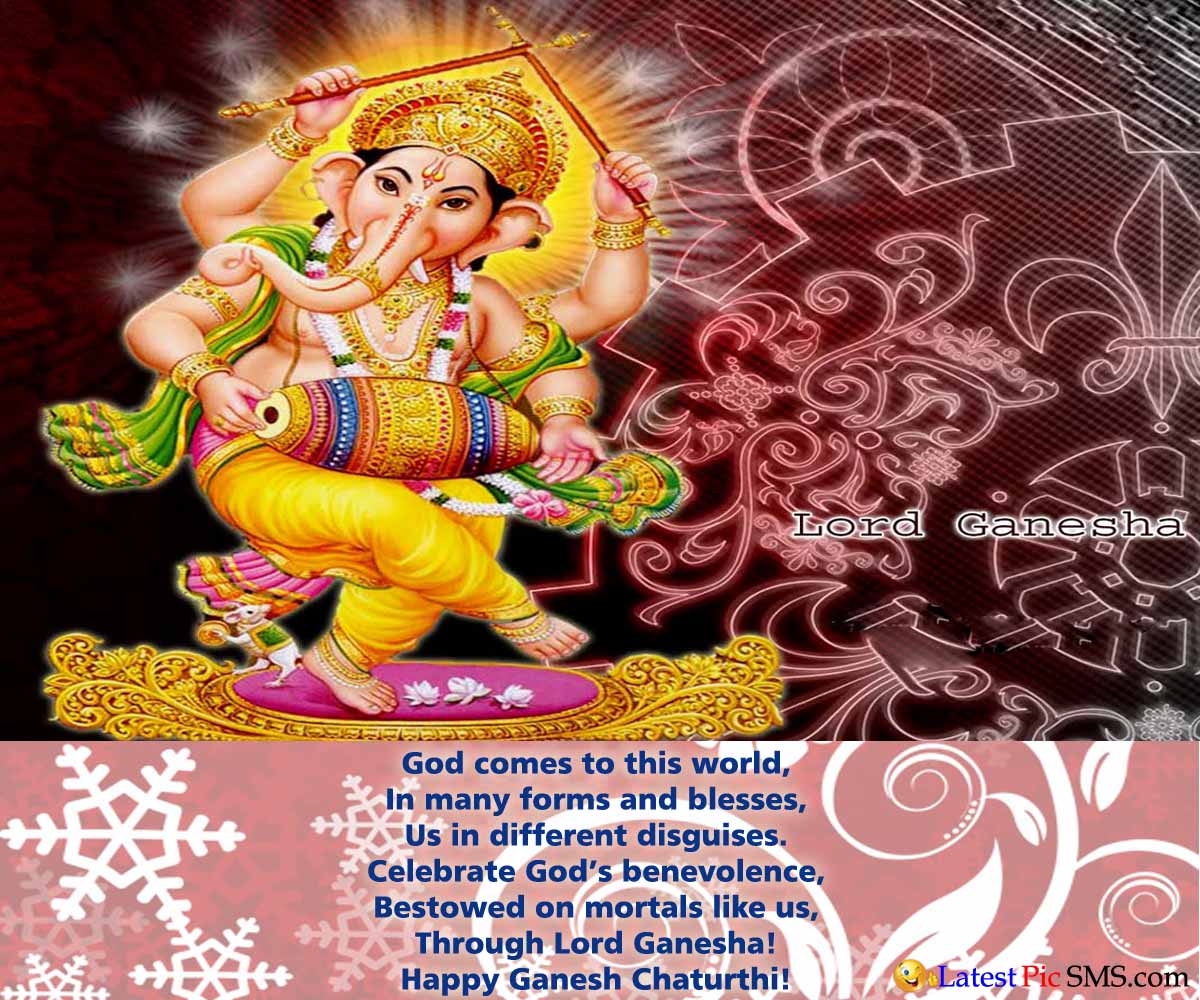 Lord Ganesha
God comes to this world,
In many forms and blesses,
Us in different disguises.
Celebrate God’s benevolence,
Bestowed on mortals like us,
Through Lord Ganesha!
Happy Ganesh Chaturthi!
LatestPicSMS.com